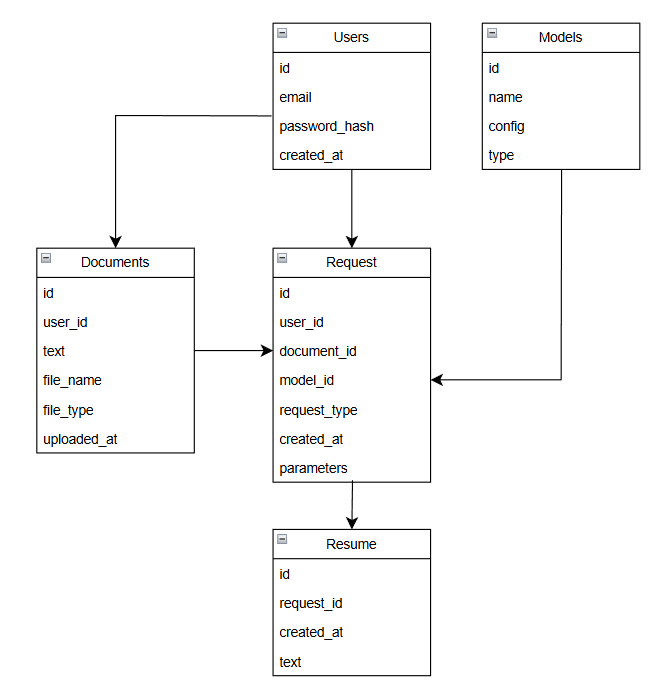 Users
id
email
password_hash
created_at
Models
id
name
config
type
Documents
id
user_id
text
file_name
file_type
uploaded_at
Request
id
user_id
document_id
model_id
request_type
created_at
parameters
Resume
id
request_id
created_at
text